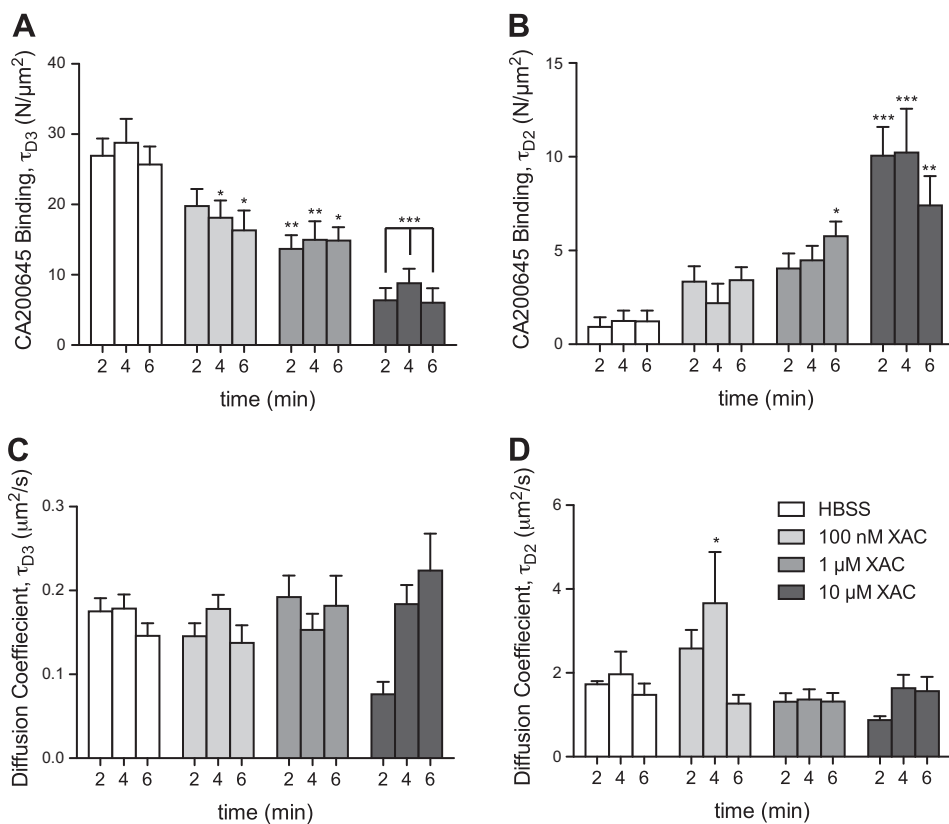 A
CA200645 Binding, τD3 (N/μm²)
40
30
20
10
0
* * ** ** * ***
2 4 6 2 4 6 2 4 6 2 4 6
time (min)
B
CA200645 Binding, τD2 (N/μm²)
15
10
5
0
* *** *** **
2 4 6 2 4 6 2 4 6 2 4 6
time (min)
C
Diffusion Coeffiecient, τD3 (μm²/s)
0.3
0.2
0.1
0.0
2 4 6 2 4 6 2 4 6 2 4 6
time (min)
D
Diffusion Coeffiecient, τD2 (μm²/s)
6
4
2
0
*
HBSS
100 nM XAC
1 μM XAC
10 μM XAC
2 4 6 2 4 6 2 4 6 2 4 6
time (min)